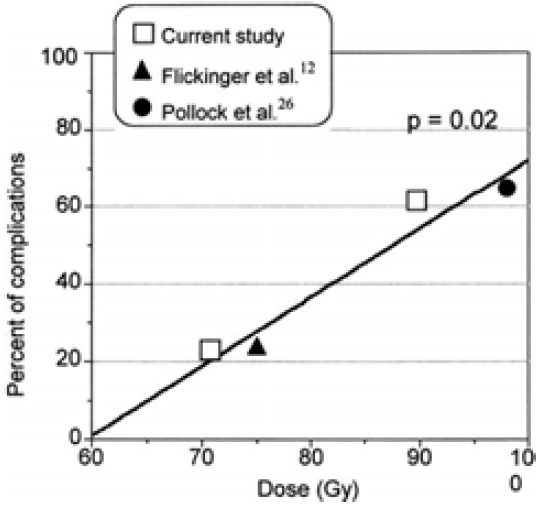 Current study
Flickinger et al.12
Pollock et al.26
p = 0.02
Percent of complications
100
80
60
40
20
0
60 70 80 90 10
0
Dose (Gy)